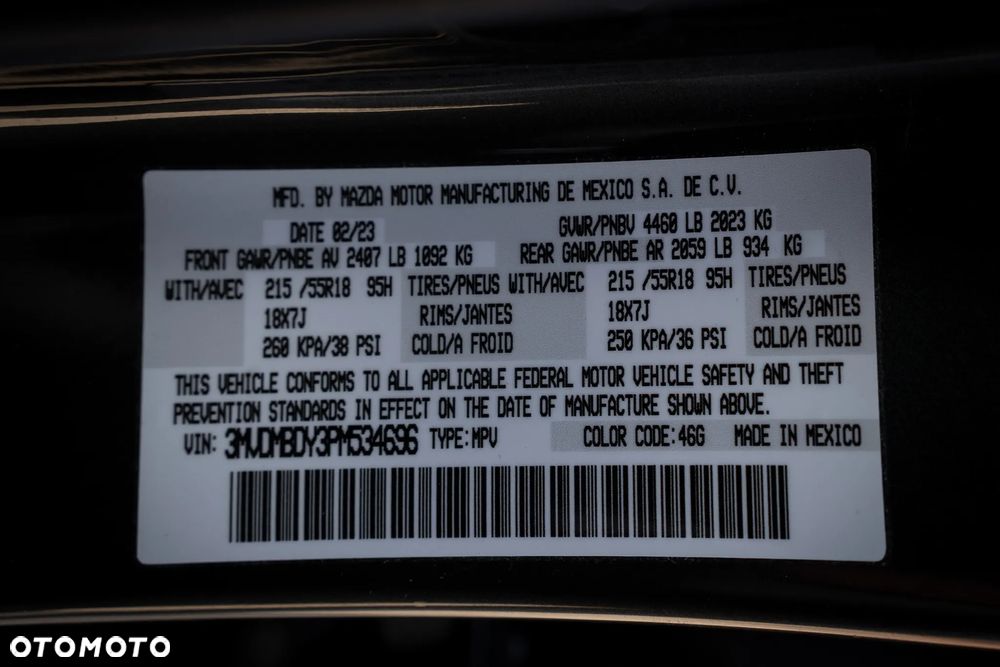 MFD. BY MAZDA MOTOR MANUFACTURING DE MEXICO S.A. DE C.V.
DATE 02/23 GVWR/PNBV 4460 LB 2023 KG
FRONT GAWR/PNBE AV 2407 LB 1092 KG REAR GAWR/PNBE AR 2059 LB 934 KG
WITH/AVEC 215 /55R18 95H TIRES/PNEUS WITH/AVEC 215 /55R18 95H TIRES/PNEUS
18X7J RIMS/JANTES 18X7J RIMS/JANTES
260 KPA/38 PSI COLD/A FROID 250 KPA/36 PSI COLD/A FROID
THIS VEHICLE CONFORMS TO ALL APPLICABLE FEDERAL MOTOR VEHICLE SAFETY AND THEFT
PREVENTION STANDARDS IN EFFECT ON THE DATE OF MANUFACTURE SHOWN ABOVE.
VIN: 3MVDMBDY3PM534696 TYPE:MPV COLOR CODE:46G MADE IN MEXICO
OTOMOTO